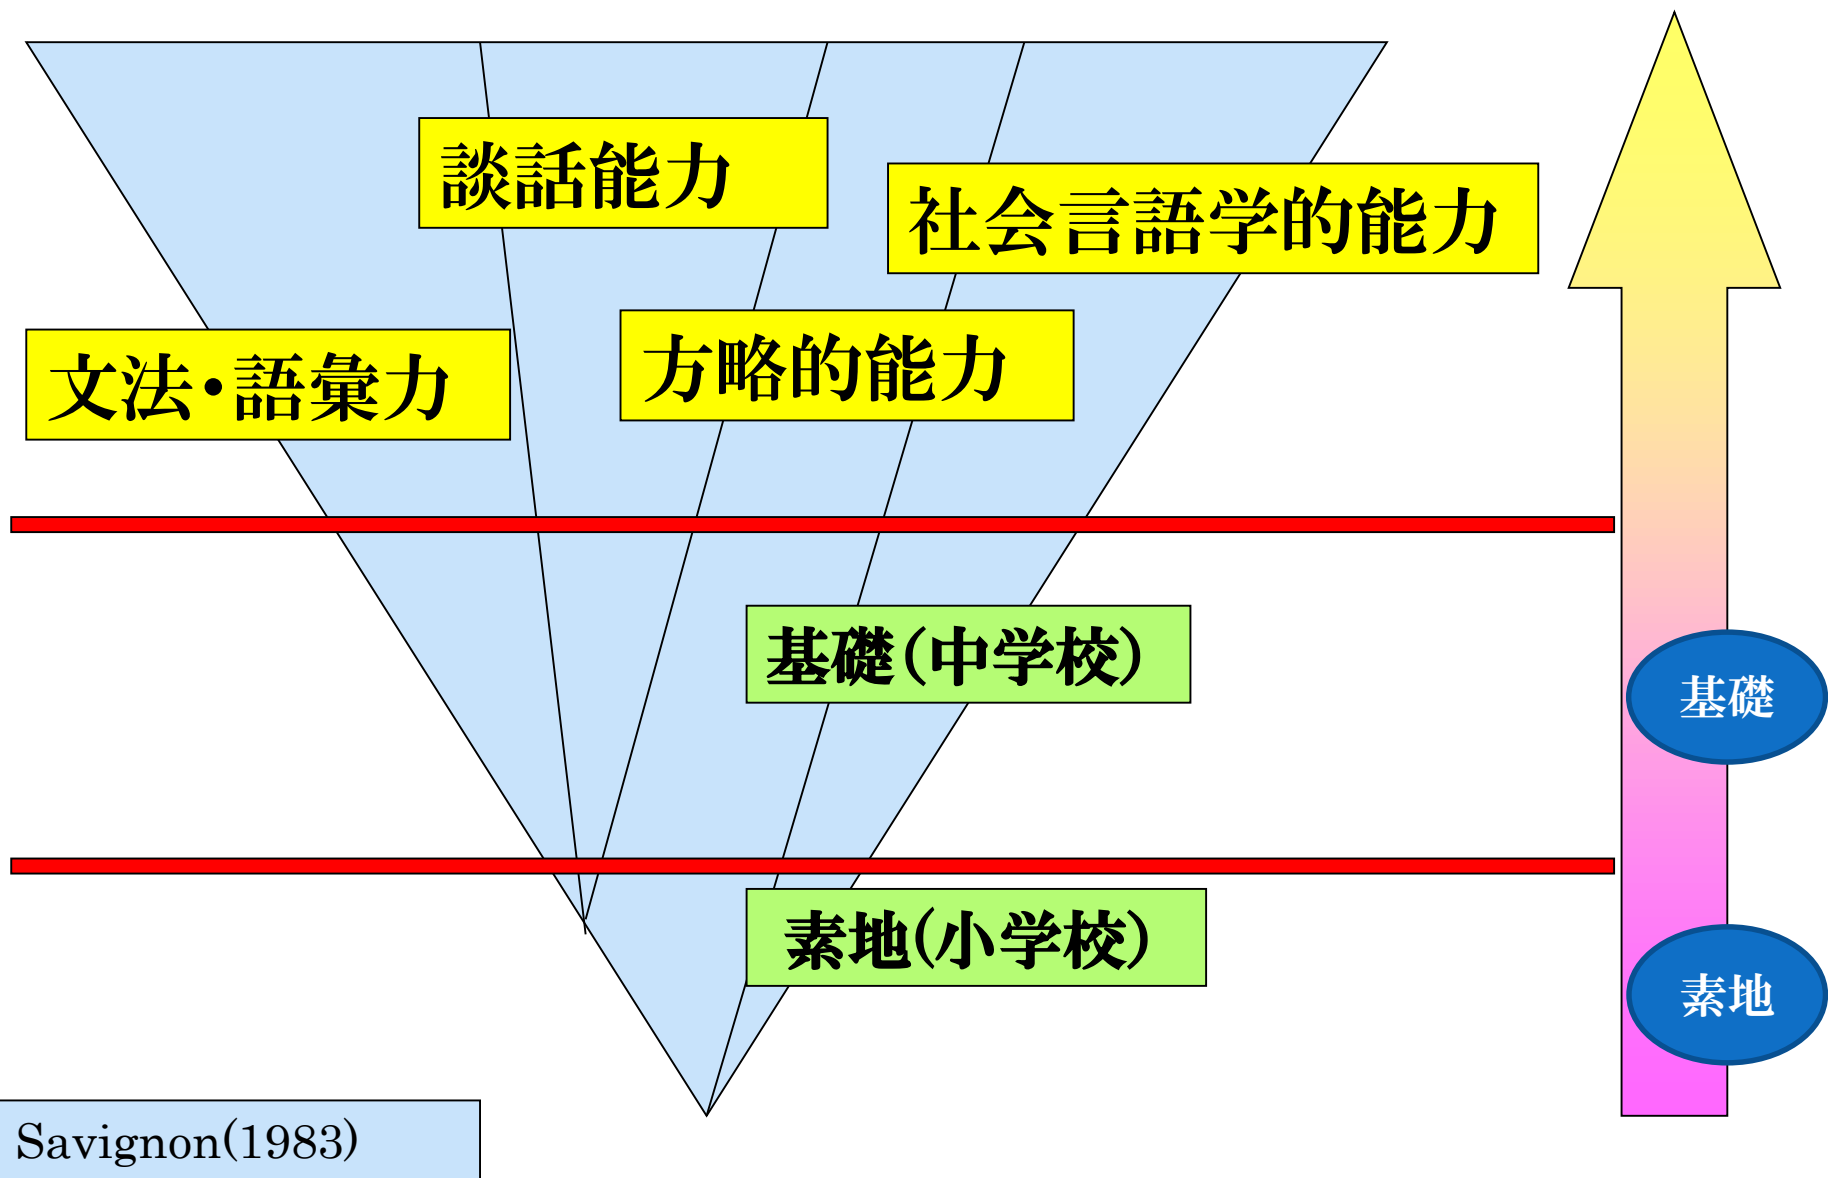 談話能力
社会言語学的能力
文法・語彙力
方略的能力
基礎(中学校)
基礎
素地(小学校)
素地
Savignon(1983)